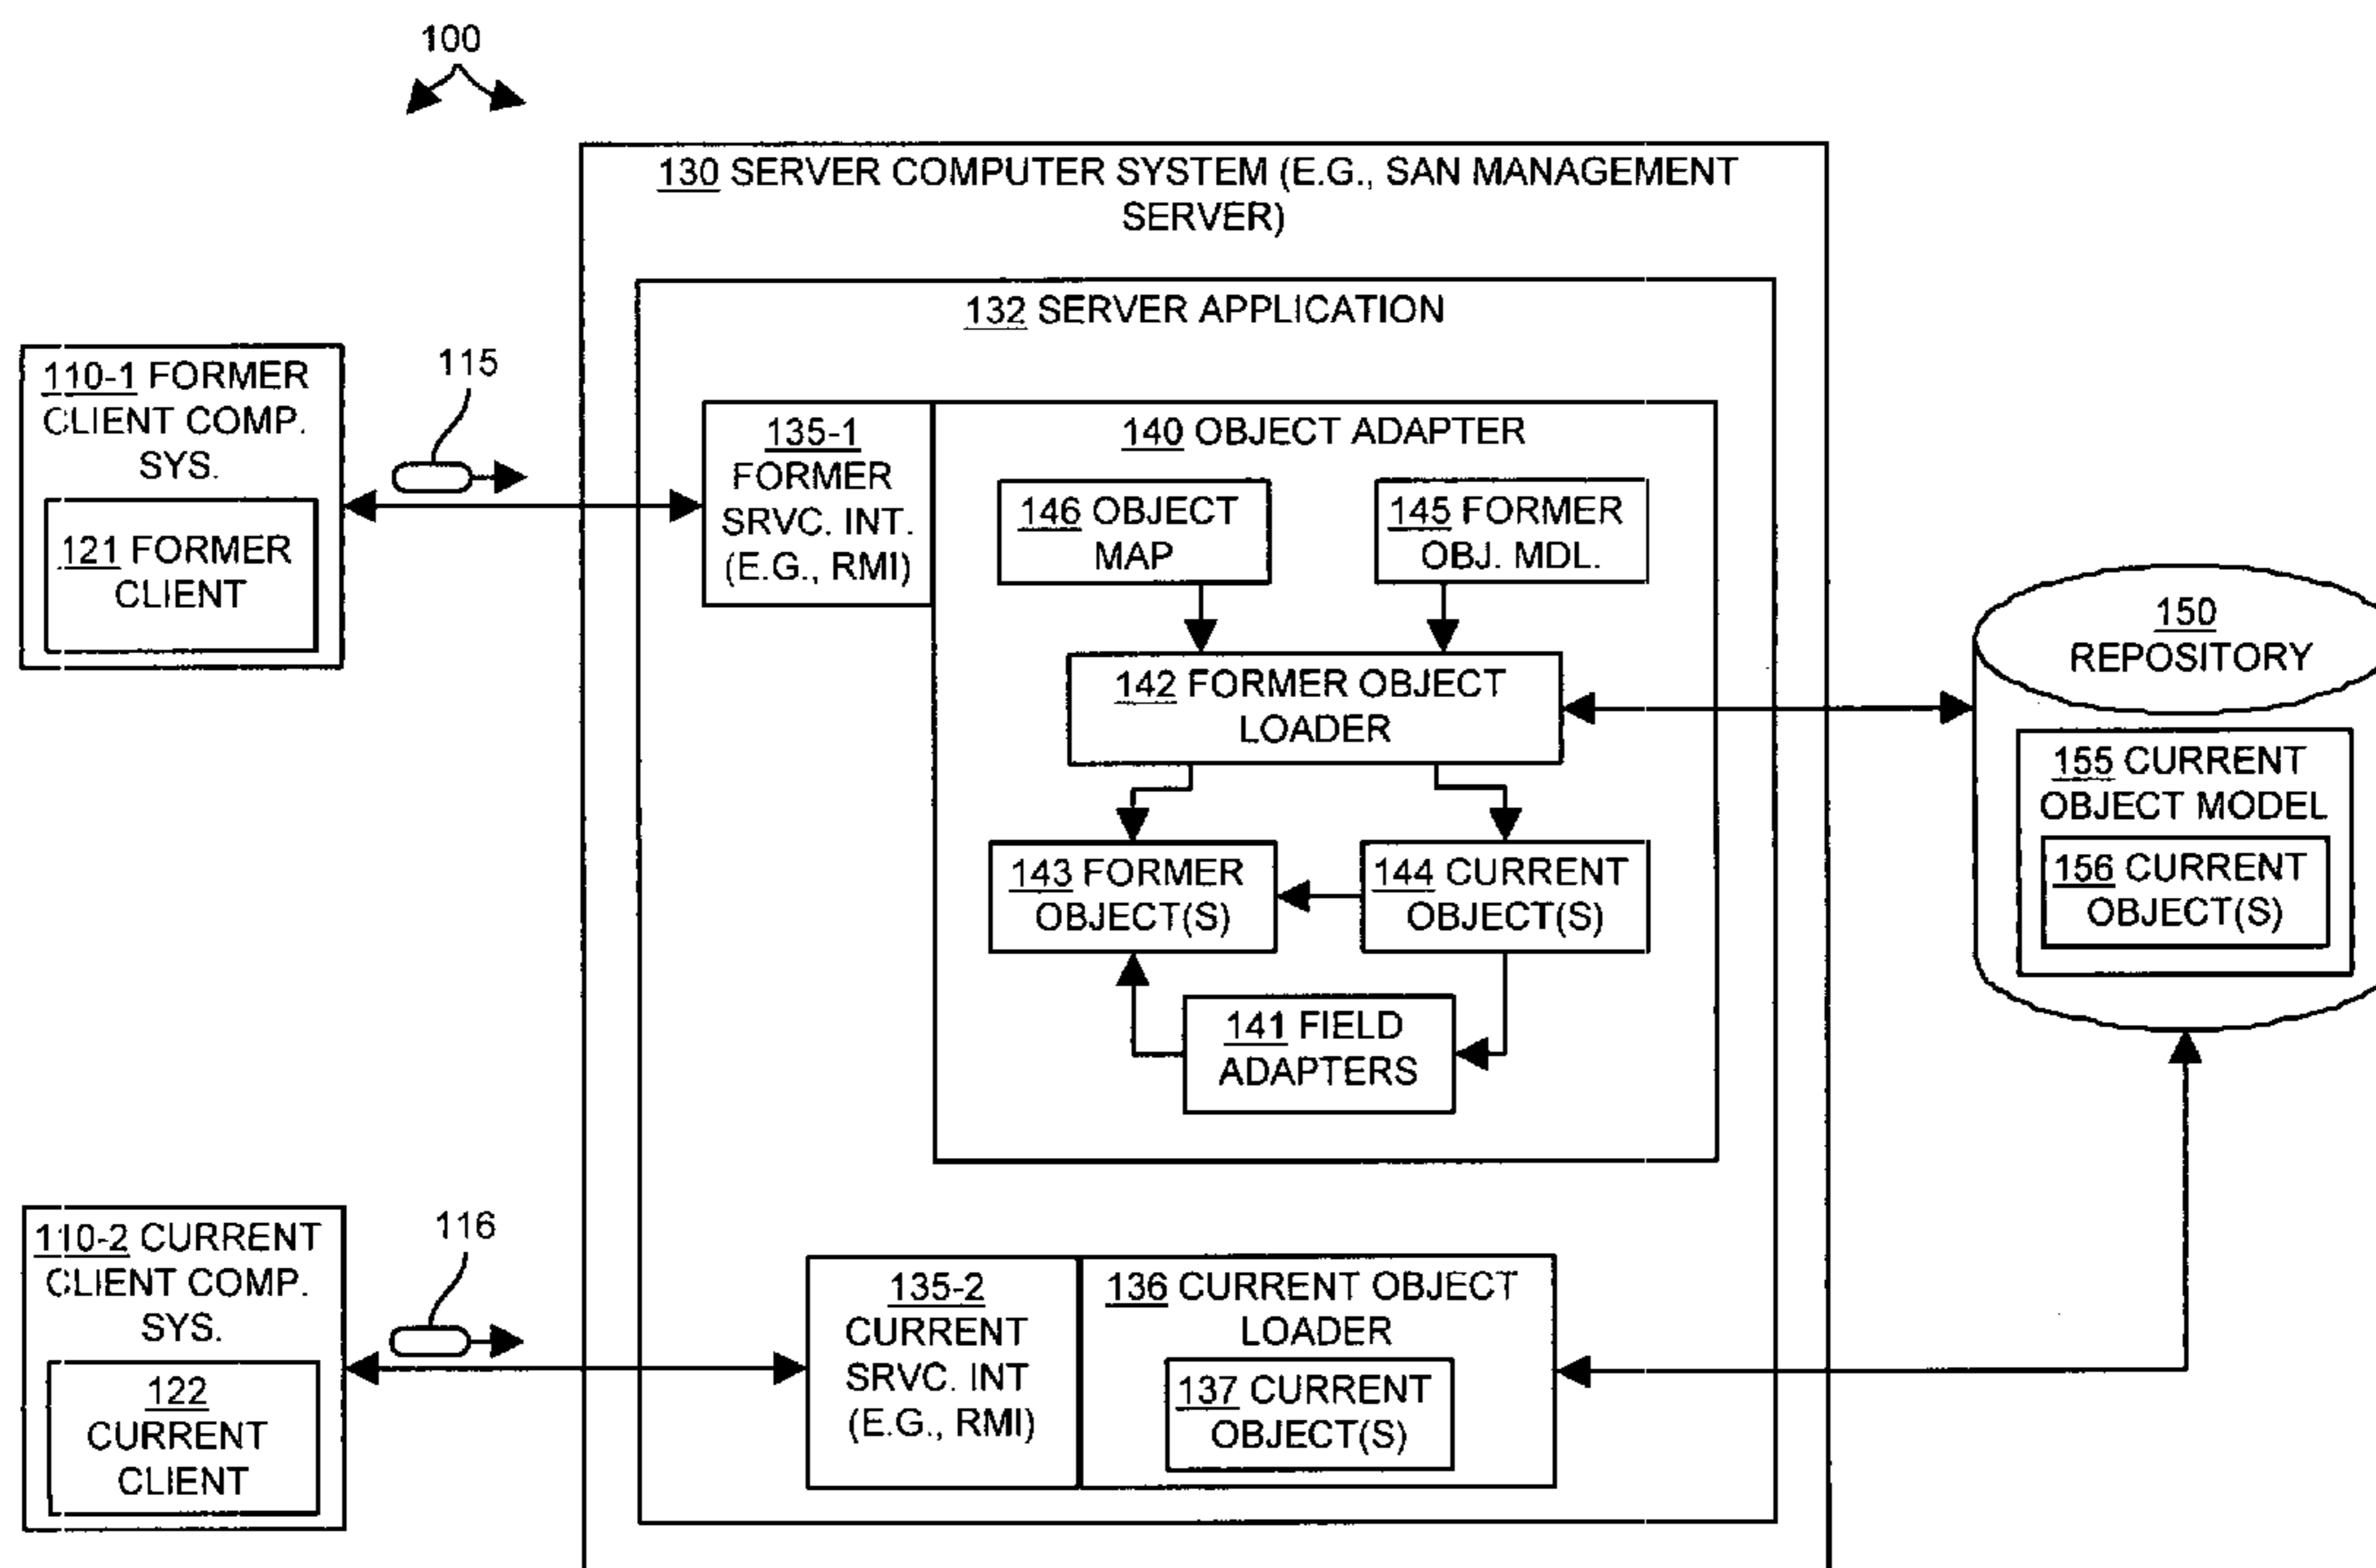 100
130 SERVER COMPUTER SYSTEM (E.G., SAN MANAGEMENT
SERVER)
132 SERVER APPLICATION
110-1 FORMER
CLIENT COMP.
SYS.
121 FORMER
CLIENT
115
135-1
FORMER
SRVC. INT.
(E.G., RMI)
140 OBJECT ADAPTER
146 OBJECT
MAP
145 FORMER
OBJ. MDL.
142 FORMER OBJECT
LOADER
143 FORMER
OBJECT(S)
144 CURRENT
OBJECT(S)
141 FIELD
ADAPTERS
150
REPOSITORY
155 CURRENT
OBJECT MODEL
156 CURRENT
OBJECT(S)
110-2 CURRENT
CLIENT COMP.
SYS.
122
CURRENT
CLIENT
116
135-2
CURRENT
SRVC. INT
(E.G., RMI)
136 CURRENT OBJECT
LOADER
137 CURRENT
OBJECT(S)